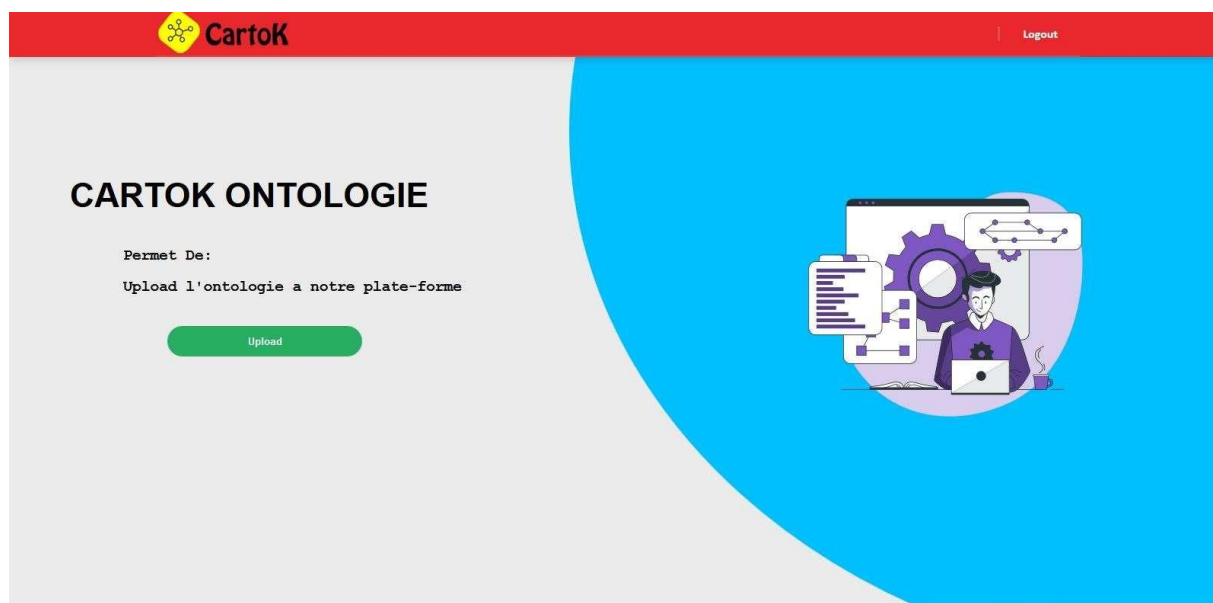 CartoK
Logout
CARTOK ONTOLOGIE
Permet De:
Upload l'ontologie a notre plate-forme
Upload